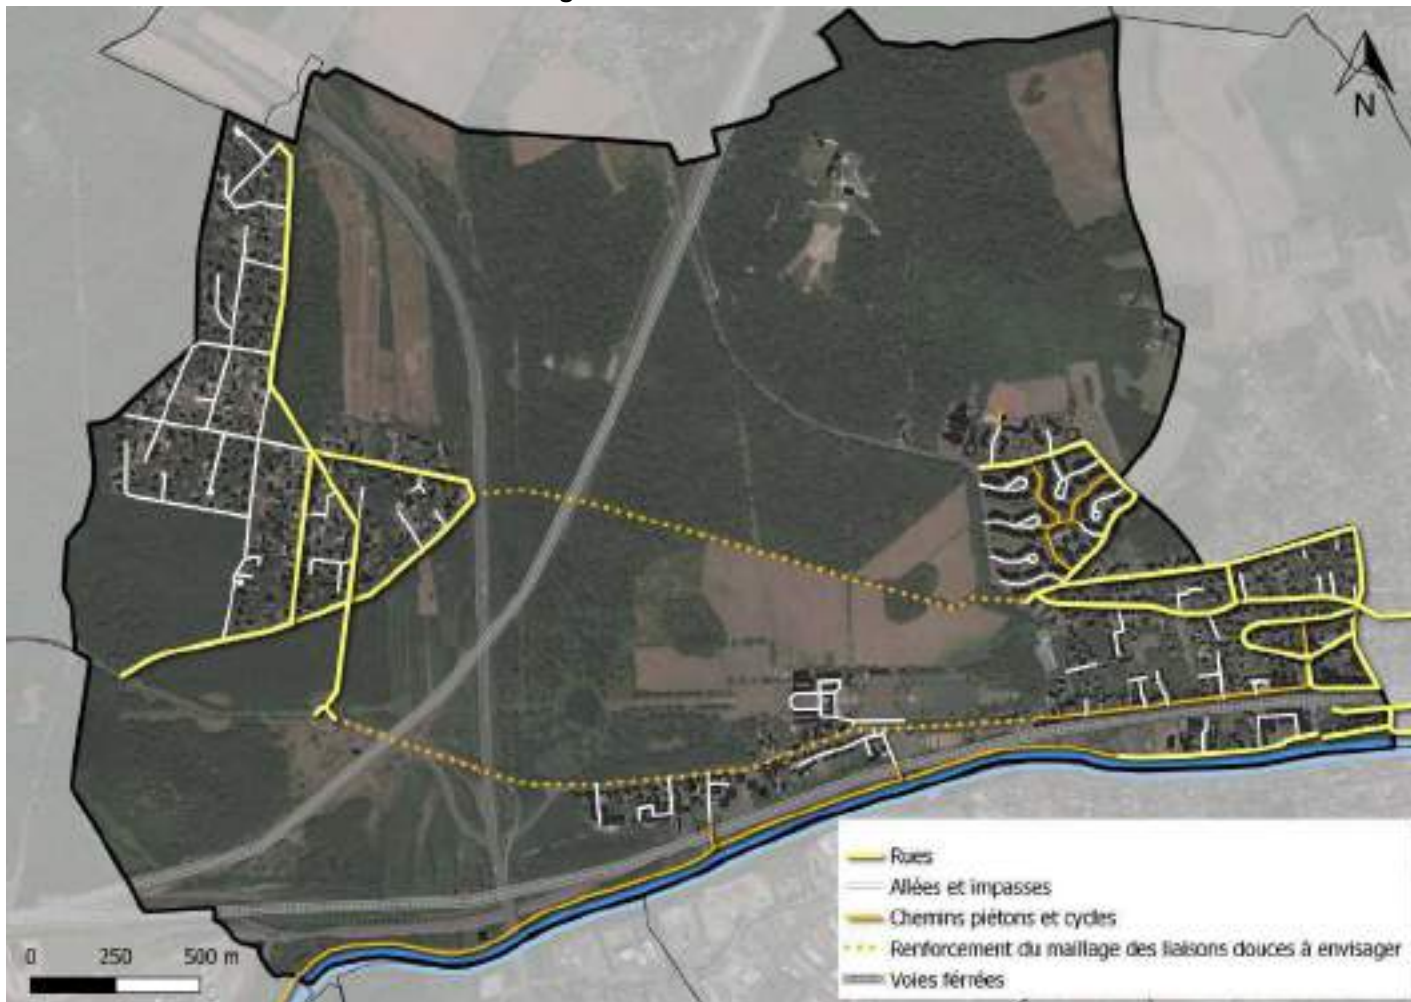 N
Rues
Allées et impasses
Chemins piétons et cycles
Renforcement du maillage des liaisons douces à envisager
Voies férrées
0 250 500 m